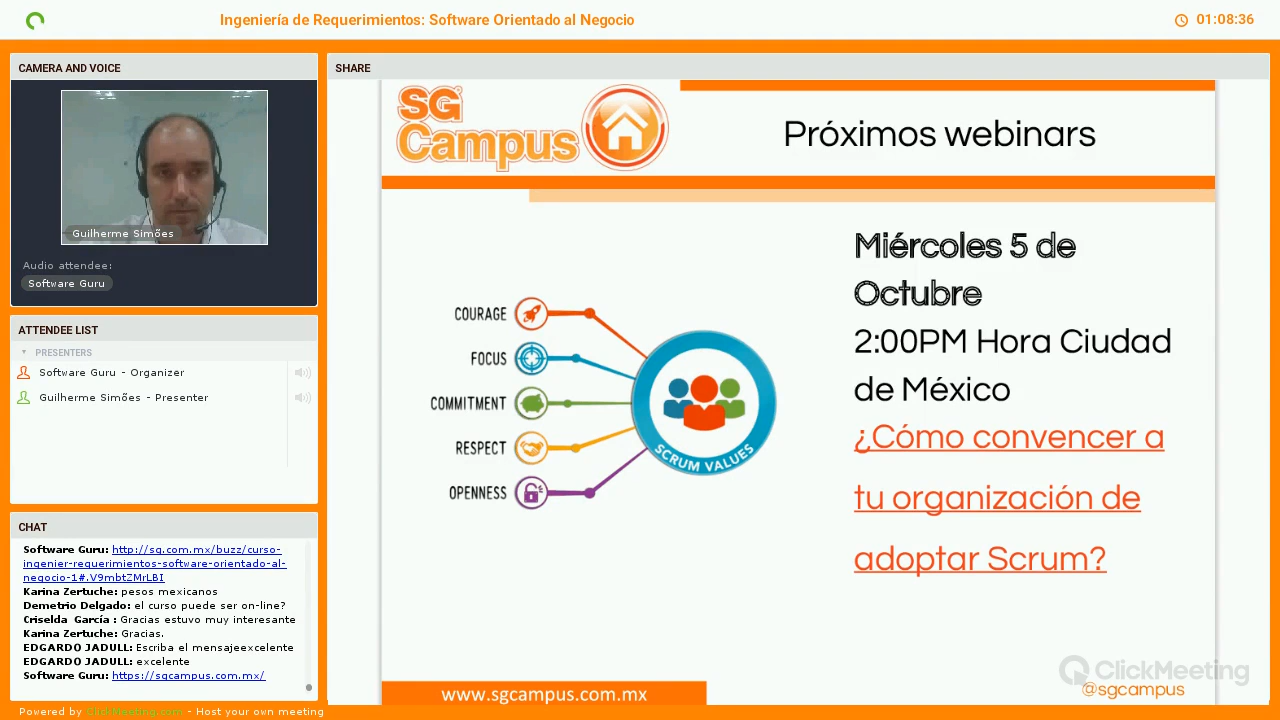 Ingeniería de Requerimientos: Software Orientado al Negocio
01:08:36
CAMERA AND VOICE
Guilherme Simões
Audio attendee:
Software Guru
ATTENDEE LIST
PRESENTERS
Software Guru - Organizer
Guilherme Simões - Presenter
CHAT
Software Guru: http://sg.com.mx/buzz/curso-
ingenier-requerimientos-software-orientado-al-
negocio-1#.V9mbtZMrLBI
Karina Zertuche: pesos mexicanos
Demetrio Delgado: el curso puede ser on-line?
Criselda García : Gracias estuvo muy interesante
Karina Zertuche: Gracias.
EDGARDO JADULL: Escriba el mensajeexcelente
EDGARDO JADULL: excelente
Software Guru: https://sgcampus.com.mx/
Powered by ClickMeeting.com - Host your own meeting
SHARE
SG
Campus
Próximos webinars
COURAGE
FOCUS
COMMITMENT
RESPECT
OPENNESS
SCRUM VALUES
Miércoles 5 de
Octubre
2:00PM Hora Ciudad
de México
¿Cómo convencer a
tu organización de
adoptar Scrum?
www.sgcampus.com.mx
ClickMeeting
@sgcampus